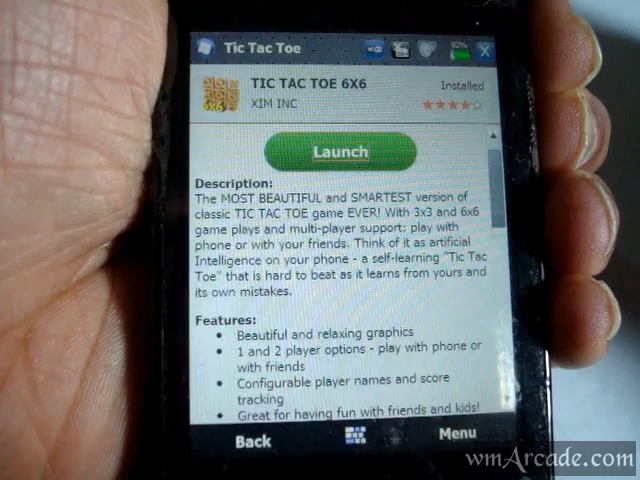 Tic Tac Toe
92%
TIC TAC TOE 6X6
Installed
XIM INC
6x6
Launch
Description:
The MOST BEAUTIFUL and SMARTEST version of
classic TIC TAC TOE game EVER! With 3x3 and 6x6
game plays and multi-player support: play with
phone or with your friends. Think of it as artificial
Intelligence on your phone - a self-learning "Tic Tac
Toe" that is hard to beat as it learns from yours and
its own mistakes.
Features:
• Beautiful and relaxing graphics
• 1 and 2 player options - play with phone or
with friends
• Configurable player names and score
tracking
• Great for having fun with friends and kids!
Back
Menu
wmArcade.com